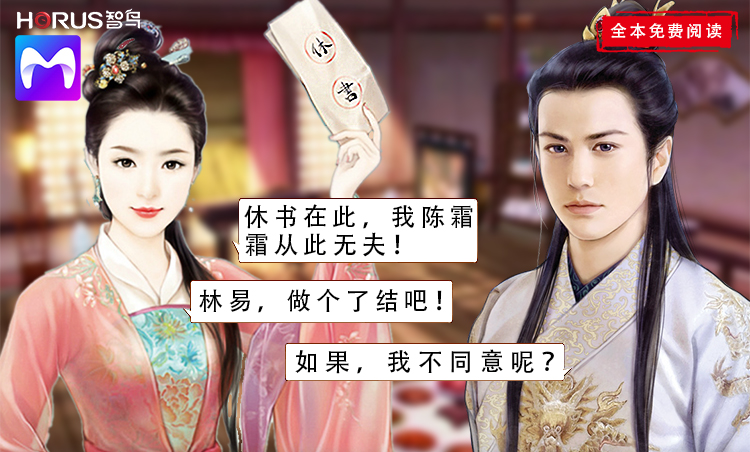 HORUS智鸟
全本免费阅读
休
书
休书在此，我陈霜
霜从此无夫！
林易，做个了结吧！
如果，我不同意呢？